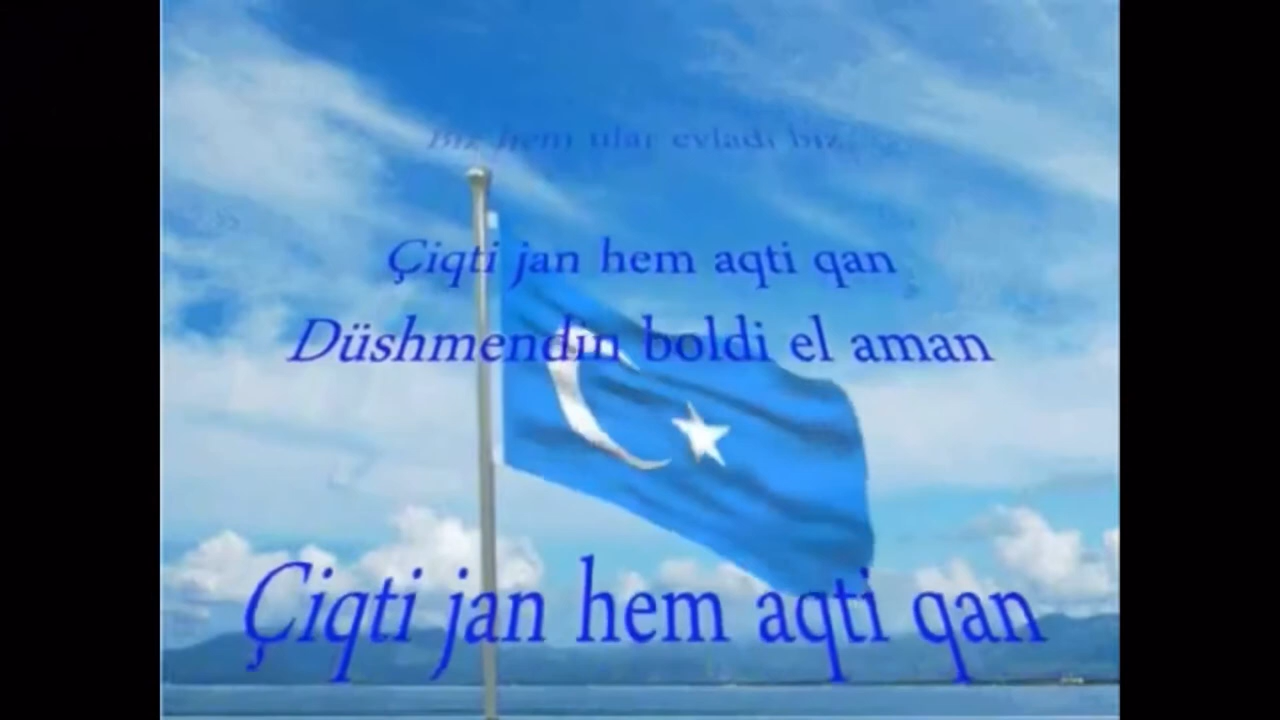 Biz hem ular evladi biz,
Çiqti jan hem aqti qan
Düshmendin boldi el aman
Çiqti jan hem aqti qan